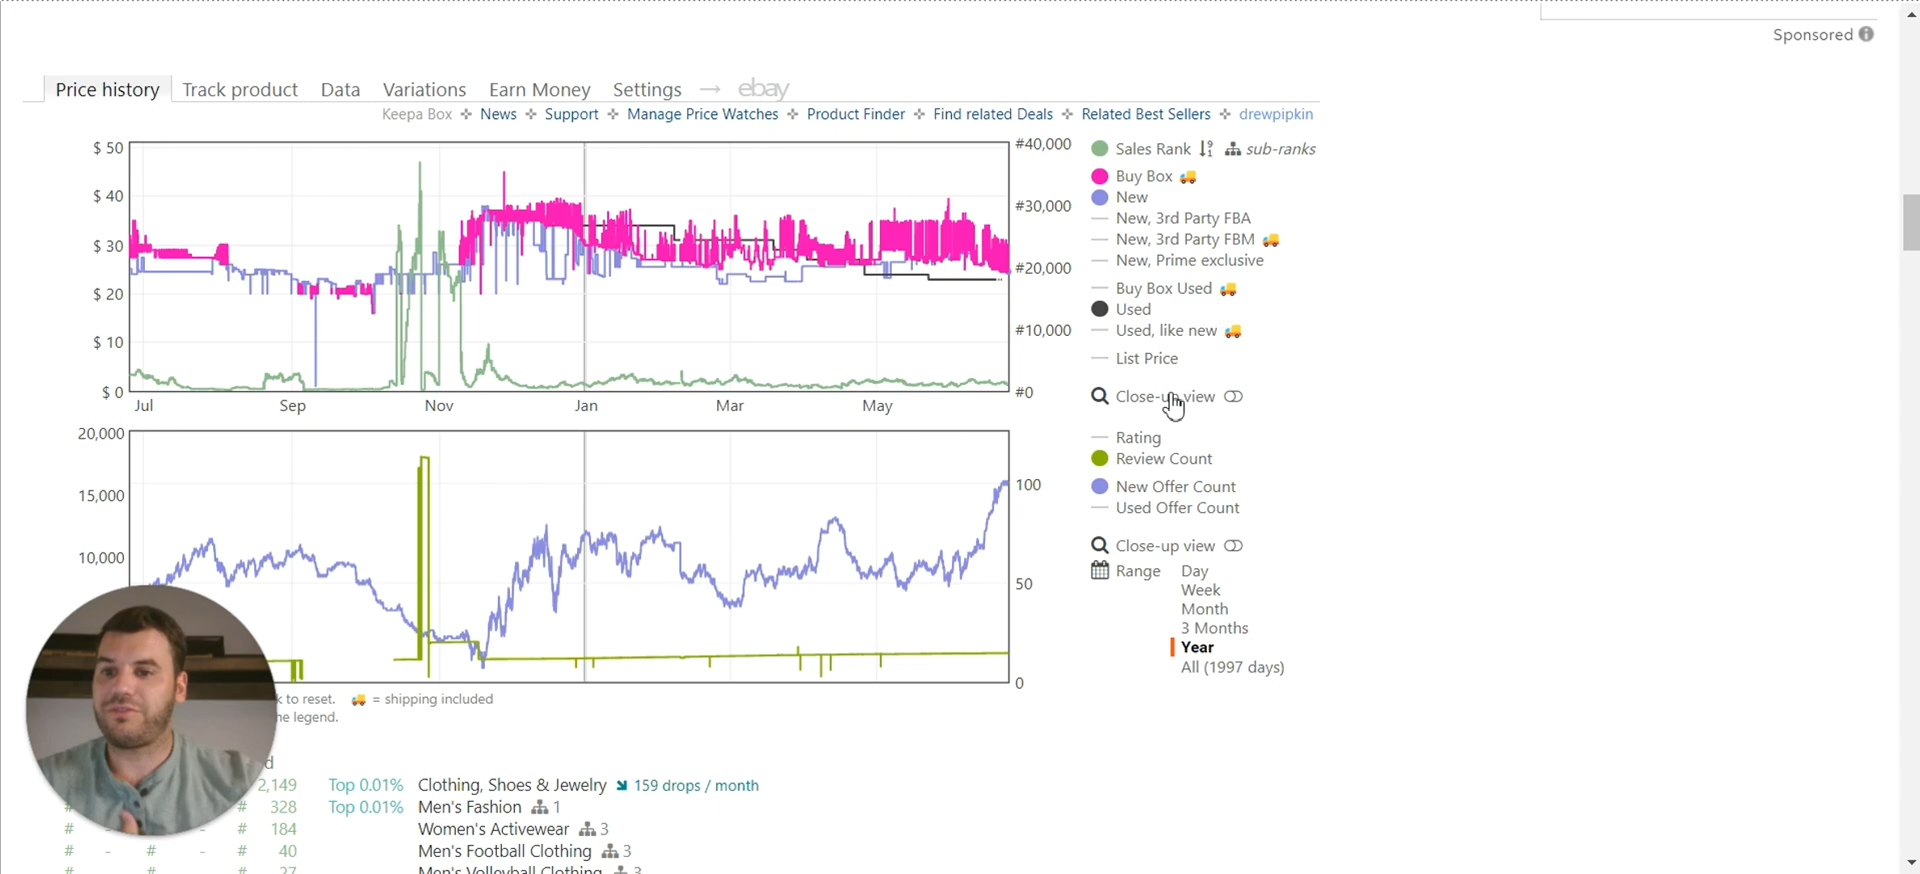 Sponsored
Price history Track product Data Variations Earn Money Settings → ebay
Keepa Box News Support Manage Price Watches Product Finder Find related Deals Related Best Sellers drewpipkin
$ 50
$ 40
$ 30
$ 20
$ 10
$ 0
#40,000
#30,000
#20,000
#10,000
#0
Jul Sep Nov Jan Mar May
Sales Rank sub-ranks
Buy Box
New
New, 3rd Party FBA
New, 3rd Party FBM
New, Prime exclusive
Buy Box Used
Used
Used, like new
List Price
Close-up view
20,000
15,000
10,000
100
50
0
Rating
Review Count
New Offer Count
Used Offer Count
Close-up view
Range Day
Week
Month
3 Months
Year
All (1997 days)
to reset. = shipping included
he legend.
d
2,149 Top 0.01% Clothing, Shoes & Jewelry 159 drops / month
# # 328 Top 0.01% Men's Fashion 1
# - # - # 184 Women's Activewear 3
# - # - # 40 Men's Football Clothing 3
# - # - # 27 Men's Volleyball Clothing 3